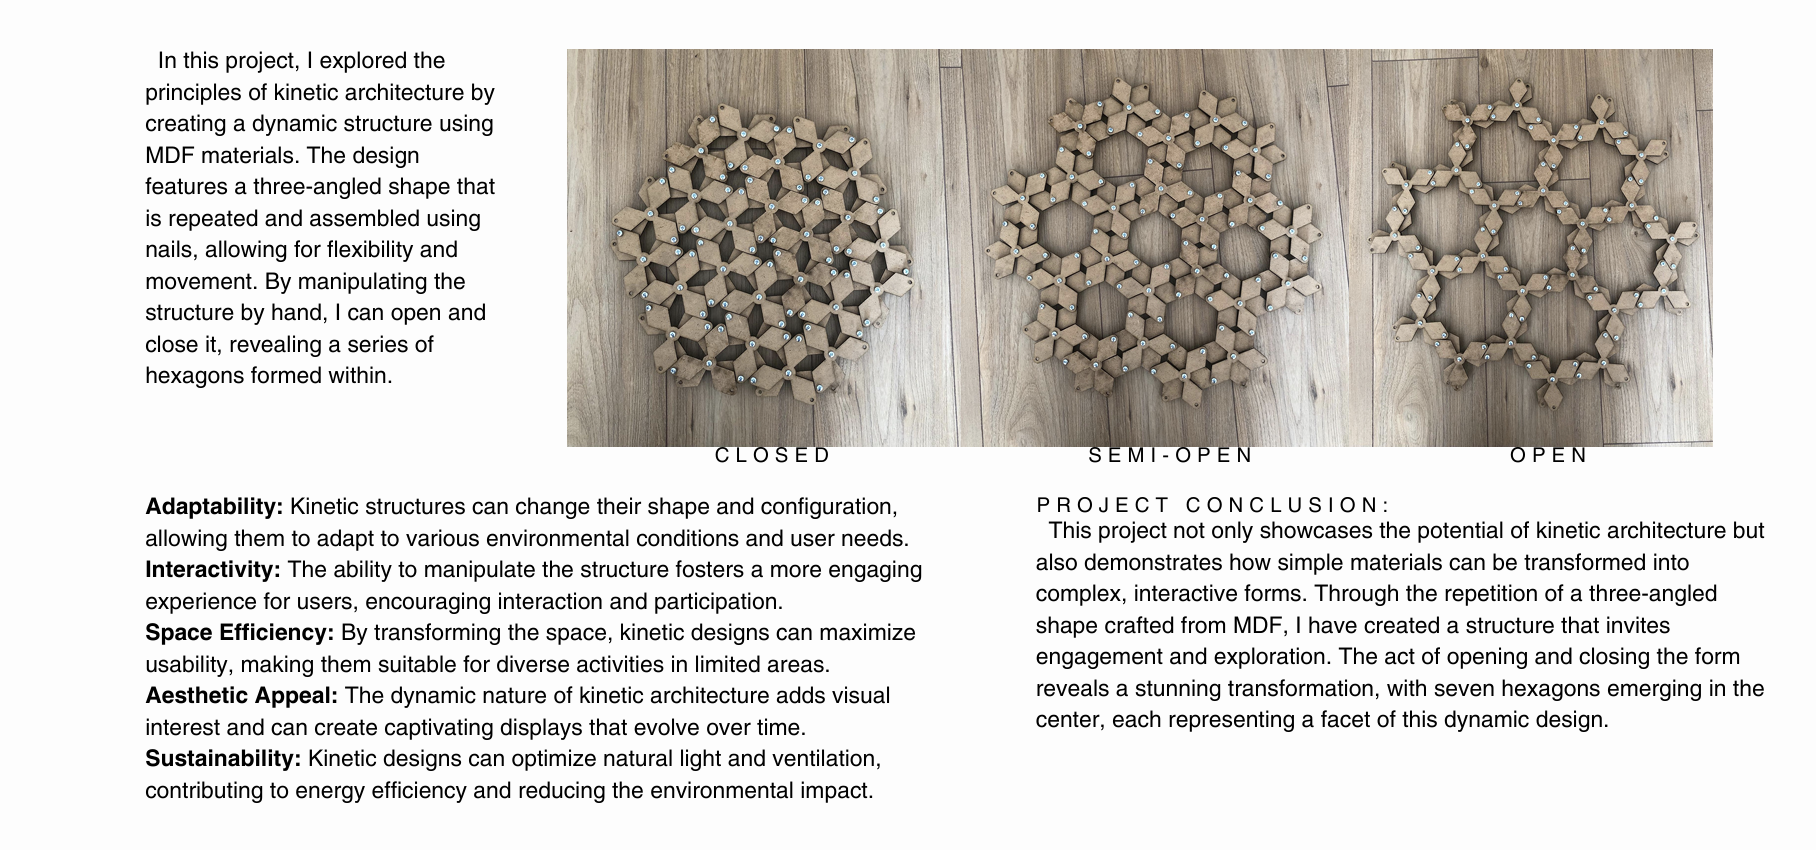 In this project, I explored the
principles of kinetic architecture by
creating a dynamic structure using
MDF materials. The design
features a three-angled shape that
is repeated and assembled using
nails, allowing for flexibility and
movement. By manipulating the
structure by hand, I can open and
close it, revealing a series of
hexagons formed within.
CLOSED
SEMI-OPEN
OPEN
Adaptability: Kinetic structures can change their shape and configuration,
allowing them to adapt to various environmental conditions and user needs.
Interactivity: The ability to manipulate the structure fosters a more engaging
experience for users, encouraging interaction and participation.
Space Efficiency: By transforming the space, kinetic designs can maximize
usability, making them suitable for diverse activities in limited areas.
Aesthetic Appeal: The dynamic nature of kinetic architecture adds visual
interest and can create captivating displays that evolve over time.
Sustainability: Kinetic designs can optimize natural light and ventilation,
contributing to energy efficiency and reducing the environmental impact.
PROJECT CONCLUSION:
This project not only showcases the potential of kinetic architecture but
also demonstrates how simple materials can be transformed into
complex, interactive forms. Through the repetition of a three-angled
shape crafted from MDF, I have created a structure that invites
engagement and exploration. The act of opening and closing the form
reveals a stunning transformation, with seven hexagons emerging in the
center, each representing a facet of this dynamic design.